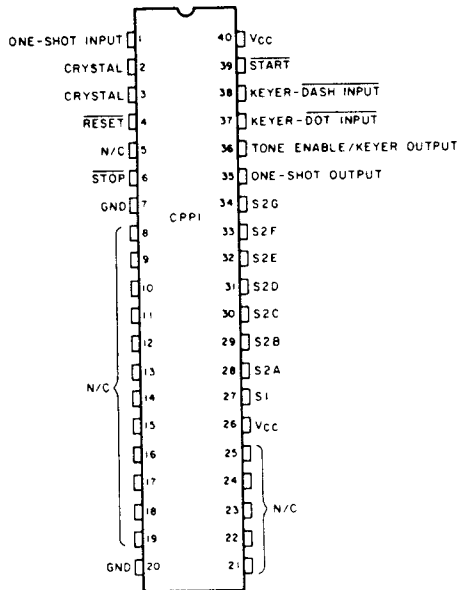 ONE-SHOT INPUT 1 40 VCC
CRYSTAL 2 39 START
CRYSTAL 3 38 KEYER-DASH INPUT
RESET 4 37 KEYER-DOT INPUT
N/C 5 36 TONE ENABLE/KEYER OUTPUT
STOP 6 35 ONE-SHOT OUTPUT
GND 7 34 S2G
CPPI
8 33 S2F
9 32 S2E
10 31 S2D
11 30 S2C
12 29 S2B
13 28 S2A
N/C
14 27 S1
15 26 VCC
16 25
17 24
18 23 N/C
19 22
GND 20 21